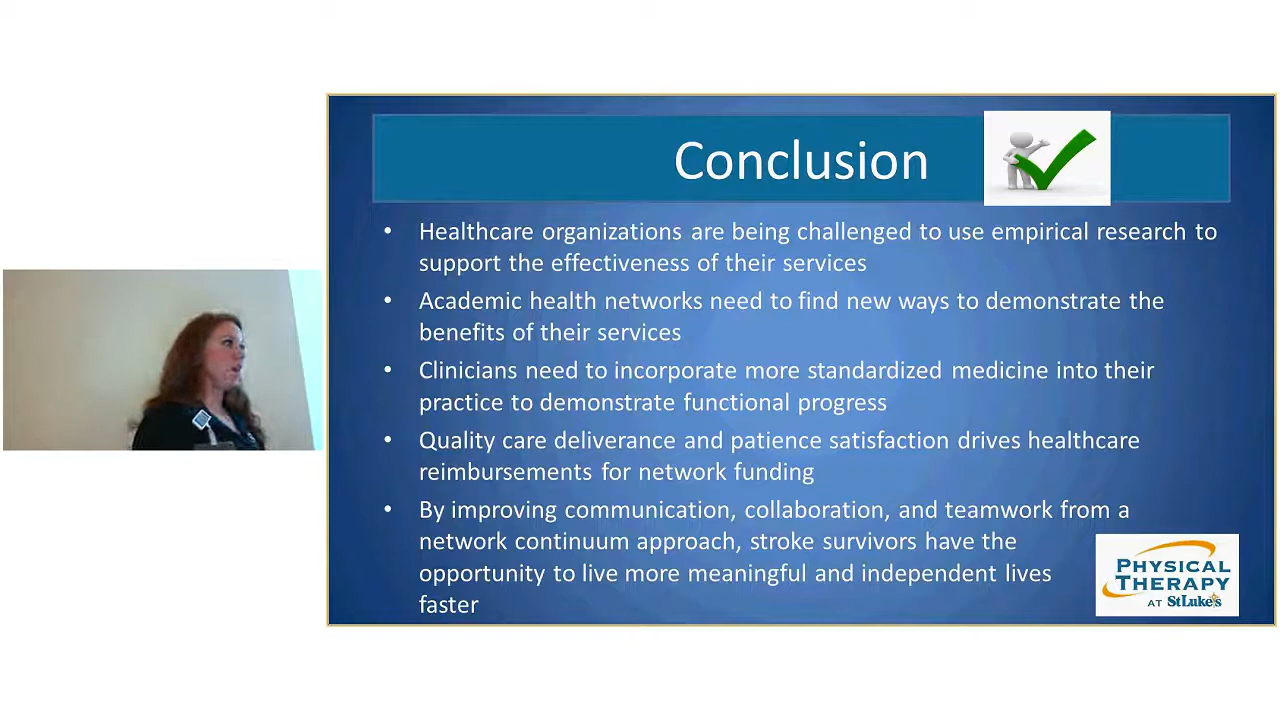 Conclusion
• Healthcare organizations are being challenged to use empirical research to
support the effectiveness of their services
• Academic health networks need to find new ways to demonstrate the
benefits of their services
• Clinicians need to incorporate more standardized medicine into their
practice to demonstrate functional progress
• Quality care deliverance and patience satisfaction drives healthcare
reimbursements for network funding
• By improving communication, collaboration, and teamwork from a
network continuum approach, stroke survivors have the
opportunity to live more meaningful and independent lives
faster
PHYSICAL
THERAPY
AT StLuke's